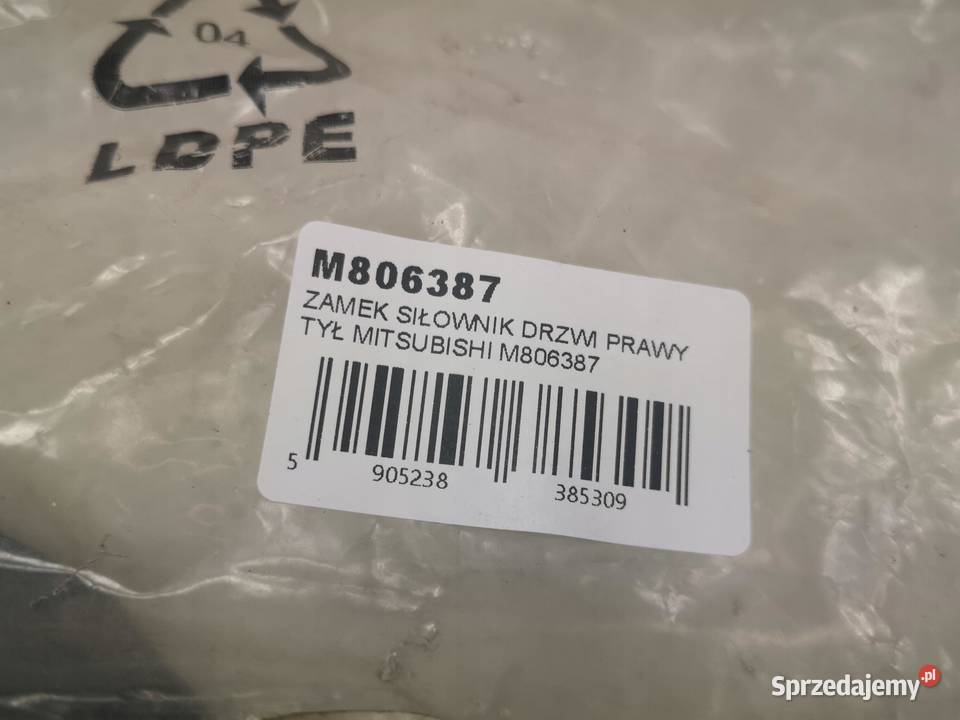 04
LDPE
M806387
ZAMEK SIŁOWNIK DRZWI PRAWY
TYŁ MITSUBISHI M806387
5 905238 385309
Sprzedajemy.pl